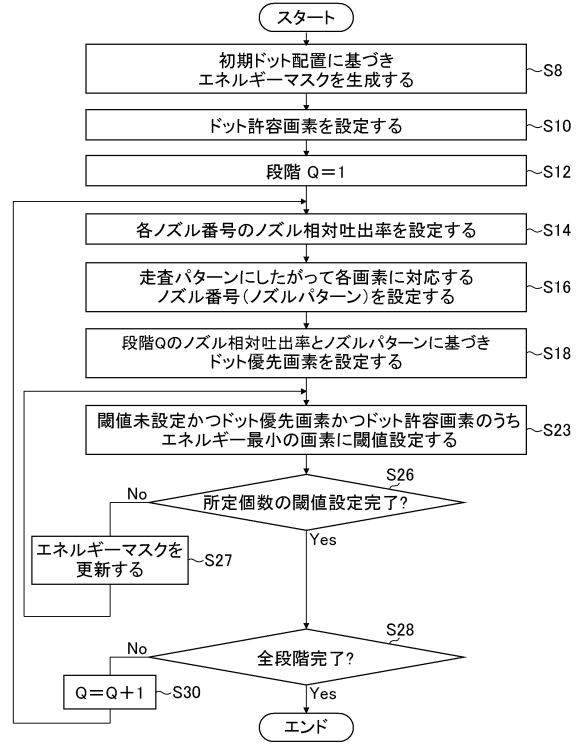 スタート
初期ドット配置に基づき
エネルギーマスクを生成する
S8
ドット許容画素を設定する
S10
段階 Q=1
S12
各ノズル番号のノズル相対吐出率を設定する
S14
走査パターンにしたがって各画素に対応する
ノズル番号(ノズルパターン)を設定する
S16
段階Qのノズル相対吐出率とノズルパターンに基づき
ドット優先画素を設定する
S18
閾値未設定かつドット優先画素かつドット許容画素のうち
エネルギー最小の画素に閾値設定する
S23
S26
所定個数の閾値設定完了?
No
Yes
エネルギーマスクを
更新する
S27
S28
全段階完了?
No
Yes
Q=Q+1
S30
エンド